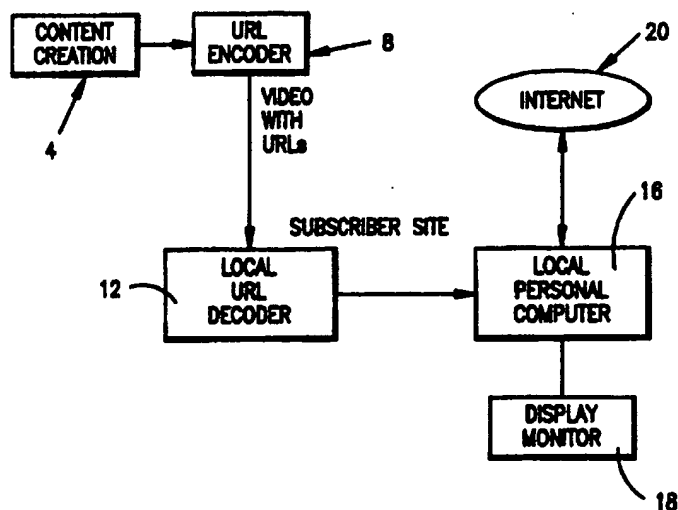 CONTENT
CREATION
URL
ENCODER
8
20
INTERNET
4
VIDEO
WITH
URLs
SUBSCRIBER SITE
16
12
LOCAL
URL
DECODER
LOCAL
PERSONAL
COMPUTER
DISPLAY
MONITOR
18